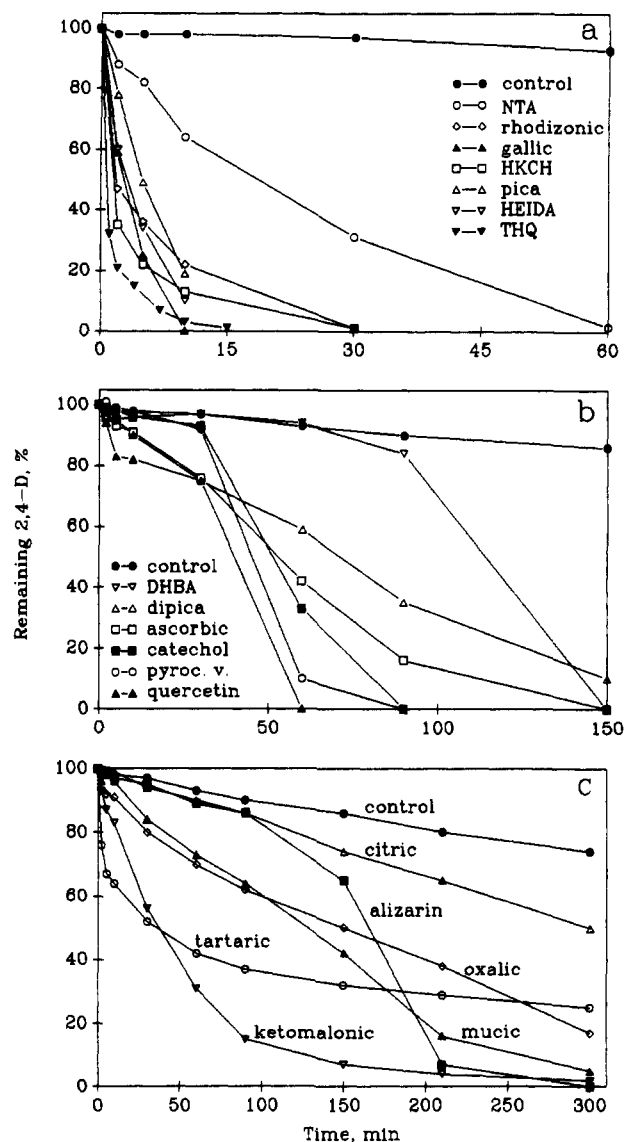 Remaining 2,4-D, %
a
100
80
60
40
20
0
control
NTA
rhodizonic
gallic
HKCH
pica
HEIDA
THQ
0 15 30 45 60
b
100
80
60
40
20
0
control
DHBA
dipica
ascorbic
catechol
pyroc. v.
quercetin
0 50 100 150
c
100
80
60
40
20
0
control
citric
alizarin
tartaric
oxalic
ketomalonic
mucic
0 50 100 150 200 250 300
Time, min